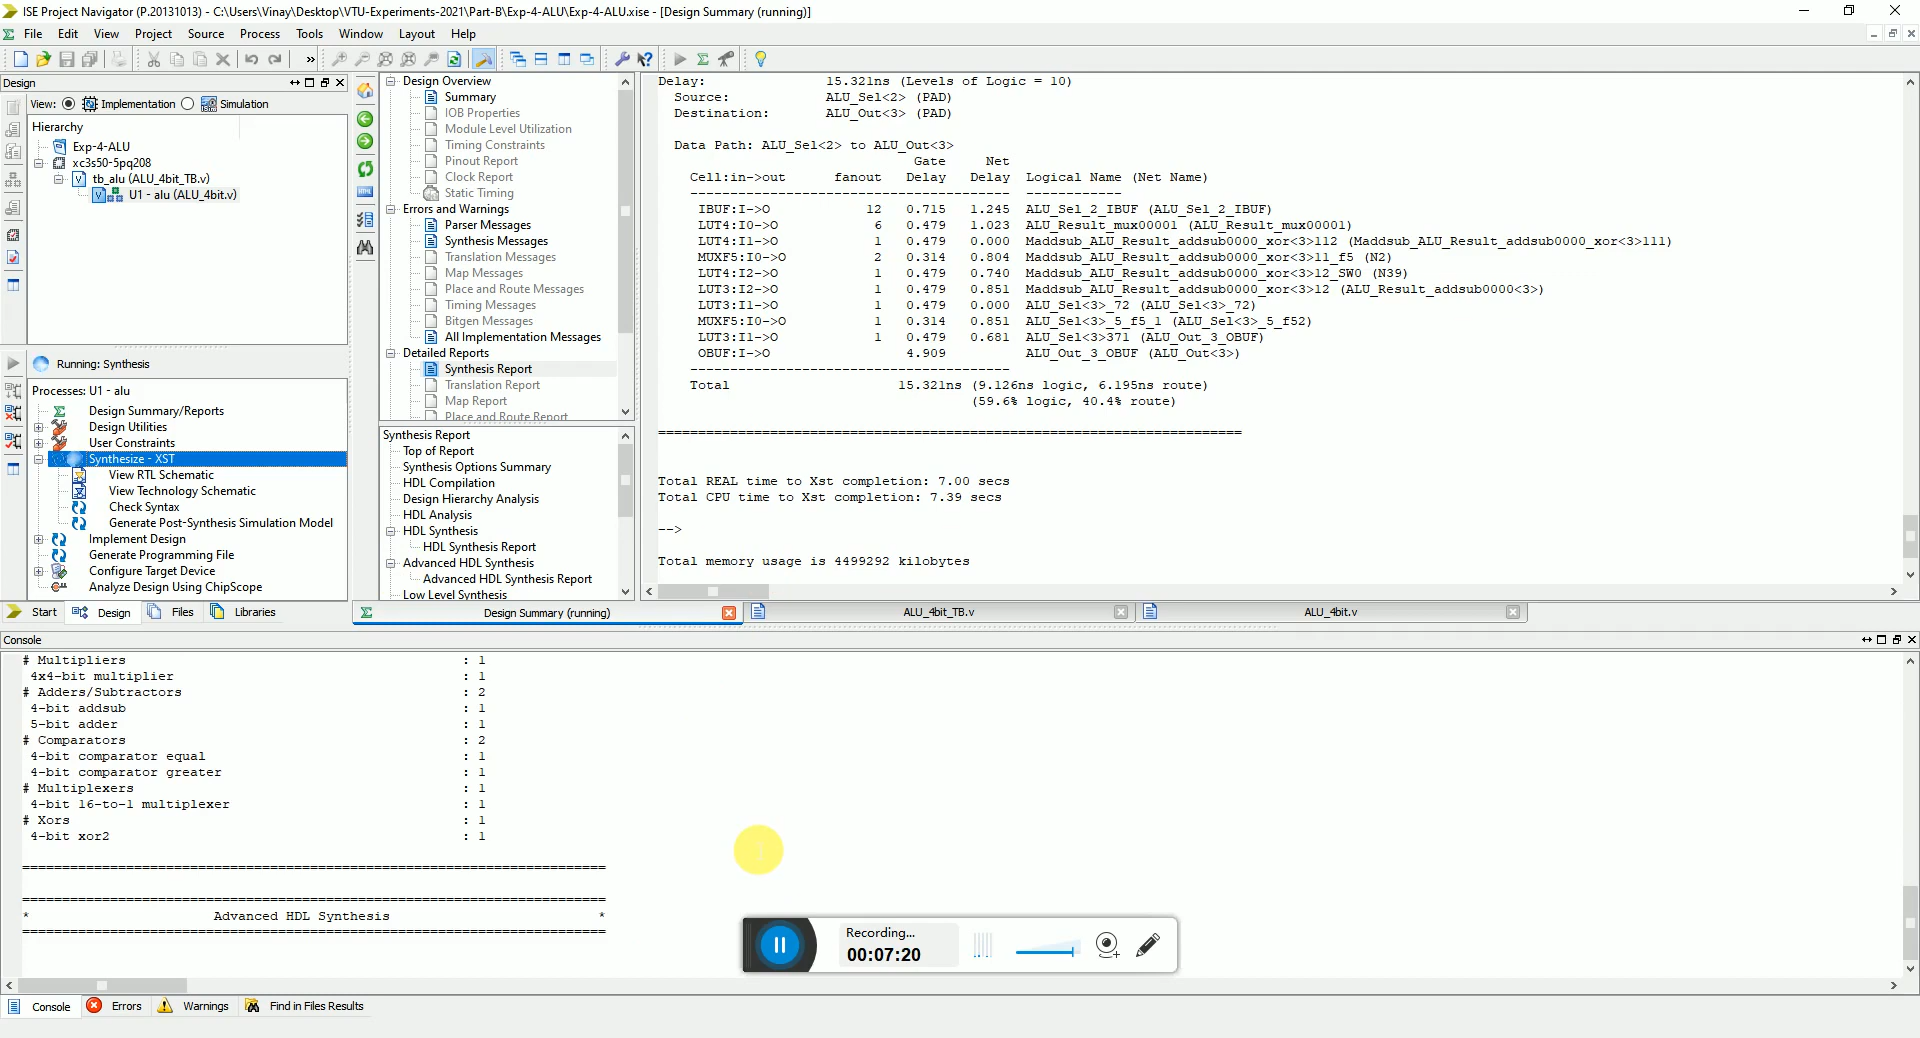 ISE Project Navigator (P.20131013) - C:\Users\Vinay\Desktop\VTU-Experiments-2021\Part-B\Exp-4-ALU\Exp-4-ALU.xise - [Design Summary (running)]
File Edit View Project Source Process Tools Window Layout Help
»
Design
View: Implementation Simulation
Hierarchy
Exp-4-ALU
xc3s50-5pq208
tb_alu (ALU_4bit_TB.v)
U1 - alu (ALU_4bit.v)
Running: Synthesis
Processes: U1 - alu
Design Summary/Reports
Design Utilities
User Constraints
Synthesize - XST
View RTL Schematic
View Technology Schematic
Check Syntax
Generate Post-Synthesis Simulation Model
Implement Design
Generate Programming File
Configure Target Device
Analyze Design Using ChipScope
Start Design Files Libraries
Design Overview
Summary
IOB Properties
Module Level Utilization
Timing Constraints
Pinout Report
Clock Report
Static Timing
Errors and Warnings
Parser Messages
Synthesis Messages
Translation Messages
Map Messages
Place and Route Messages
Timing Messages
Bitgen Messages
All Implementation Messages
Detailed Reports
Synthesis Report
Translation Report
Map Report
Place and Route Report
Synthesis Report
Top of Report
Synthesis Options Summary
HDL Compilation
Design Hierarchy Analysis
HDL Analysis
HDL Synthesis
HDL Synthesis Report
Advanced HDL Synthesis
Advanced HDL Synthesis Report
Low Level Synthesis
Delay: 15.321ns (Levels of Logic = 10)
Source: ALU_Sel<2> (PAD)
Destination: ALU_Out<3> (PAD)
Data Path: ALU_Sel<2> to ALU_Out<3>
Gate Net
Cell:in->out fanout Delay Delay Logical Name (Net Name)
---------------------------------------- ------------
IBUF:I->O 12 0.715 1.245 ALU_Sel_2_IBUF (ALU_Sel_2_IBUF)
LUT4:I0->O 6 0.479 1.023 ALU_Result_mux00001 (ALU_Result_mux00001)
LUT4:I1->O 1 0.479 0.000 Maddsub_ALU_Result_addsub0000_xor<3>112 (Maddsub_ALU_Result_addsub0000_xor<3>111)
MUXF5:I0->O 2 0.314 0.804 Maddsub_ALU_Result_addsub0000_xor<3>11_f5 (N2)
LUT4:I2->O 1 0.479 0.740 Maddsub_ALU_Result_addsub0000_xor<3>12_SW0 (N39)
LUT3:I2->O 1 0.479 0.851 Maddsub_ALU_Result_addsub0000_xor<3>12 (ALU_Result_addsub0000<3>)
LUT3:I1->O 1 0.479 0.000 ALU_Sel<3>_72 (ALU_Sel<3>_72)
MUXF5:I0->O 1 0.314 0.851 ALU_Sel<3>_5_f5_1 (ALU_Sel<3>_5_f52)
LUT3:I1->O 1 0.479 0.681 ALU_Sel<3>371 (ALU_Out_3_OBUF)
OBUF:I->O 4.909 ALU_Out_3_OBUF (ALU_Out<3>)
----------------------------------------
Total 15.321ns (9.126ns logic, 6.195ns route)
(59.6% logic, 40.4% route)
=========================================================================
Total REAL time to Xst completion: 7.00 secs
Total CPU time to Xst completion: 7.39 secs
-->
Total memory usage is 4499292 kilobytes
Design Summary (running) ALU_4bit_TB.v ALU_4bit.v
Console
# Multipliers : 1
4x4-bit multiplier : 1
# Adders/Subtractors : 2
4-bit addsub : 1
5-bit adder : 1
# Comparators : 2
4-bit comparator equal : 1
4-bit comparator greater : 1
# Multiplexers : 1
4-bit 16-to-1 multiplexer : 1
# Xors : 1
4-bit xor2 : 1
=========================================================================
=========================================================================
* Advanced HDL Synthesis *
=========================================================================
Recording...
00:07:20
Console Errors Warnings Find in Files Results